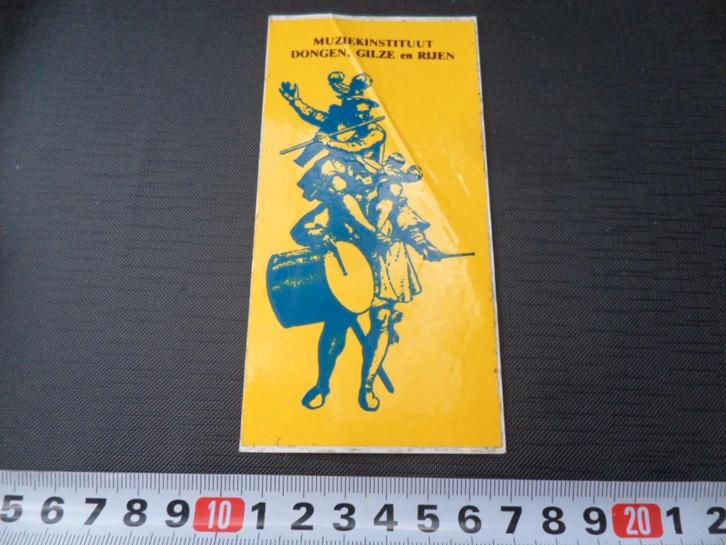 MUZIEKINSTITUUT
DONGEN, GILZE en RIJEN
5 6 7 8 9 10 1 2 3 4 5 6 7 8 9 20 1 2